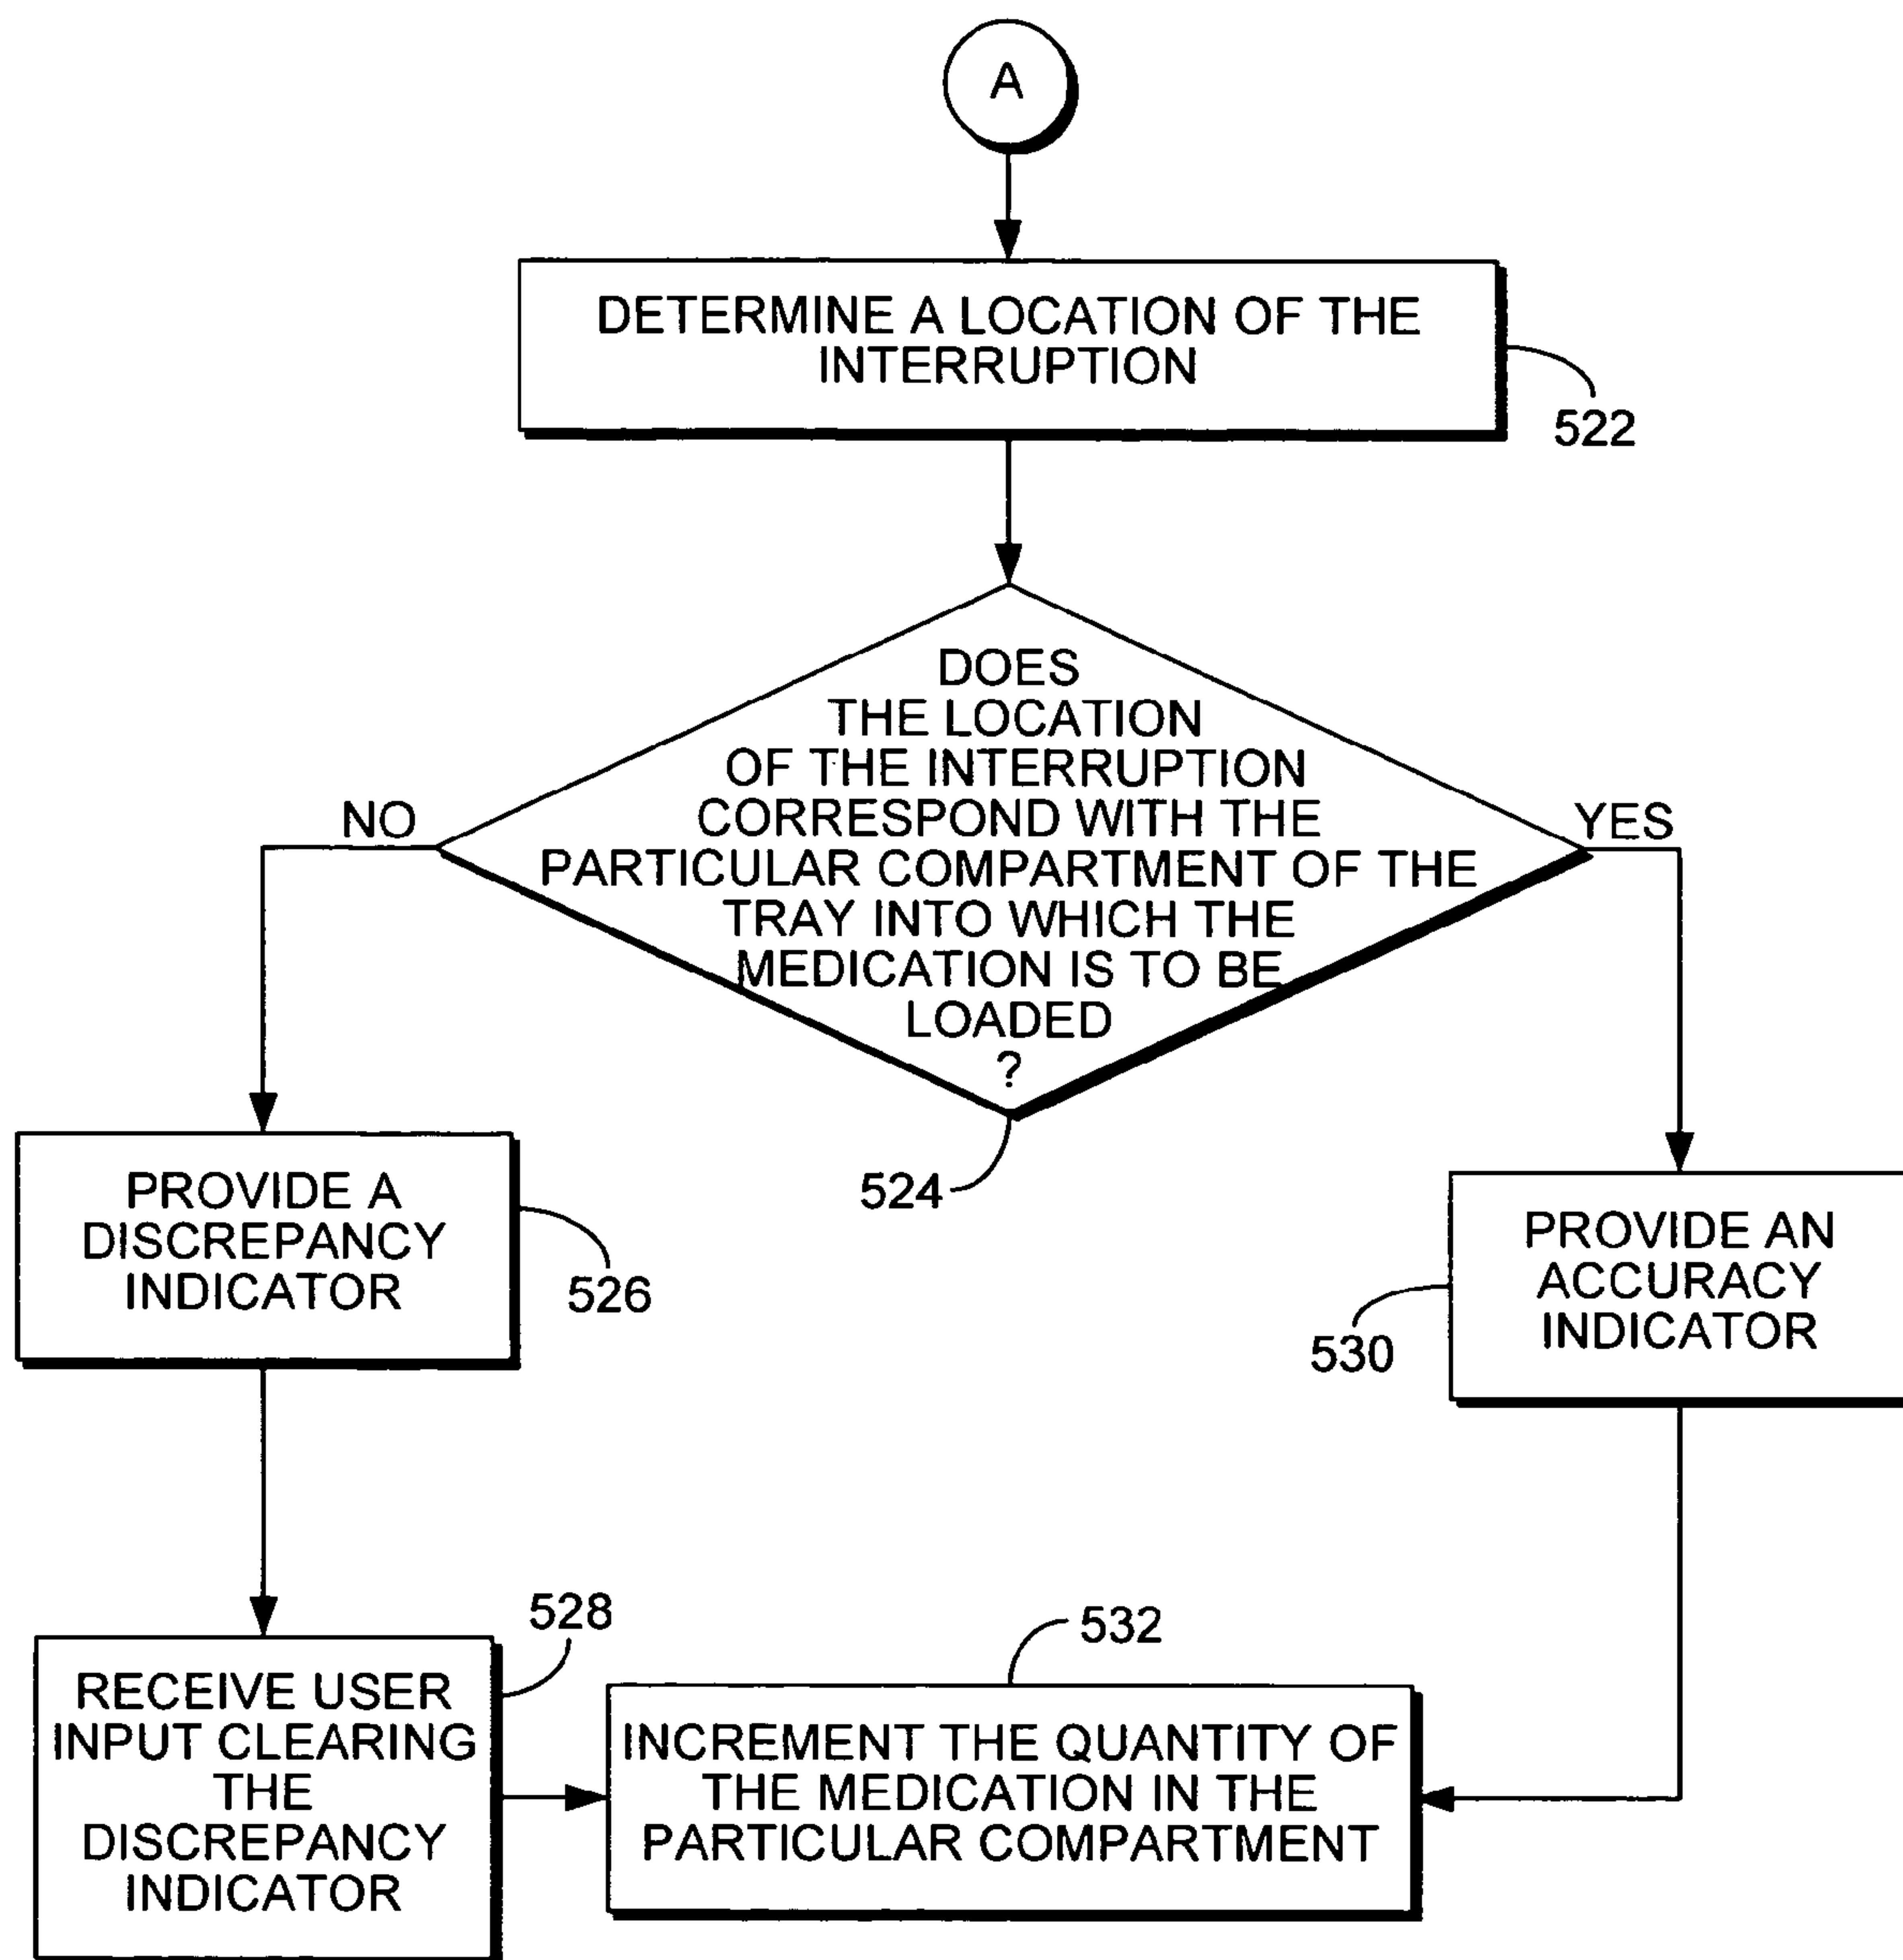 A
DETERMINE A LOCATION OF THE
INTERRUPTION
522
DOES
THE LOCATION
OF THE INTERRUPTION
CORRESPOND WITH THE
PARTICULAR COMPARTMENT OF THE
TRAY INTO WHICH THE
MEDICATION IS TO BE
LOADED
?
NO
YES
524
PROVIDE A
DISCREPANCY
INDICATOR
526
PROVIDE AN
ACCURACY
INDICATOR
530
RECEIVE USER
INPUT CLEARING
THE
DISCREPANCY
INDICATOR
528
532
INCREMENT THE QUANTITY OF
THE MEDICATION IN THE
PARTICULAR COMPARTMENT